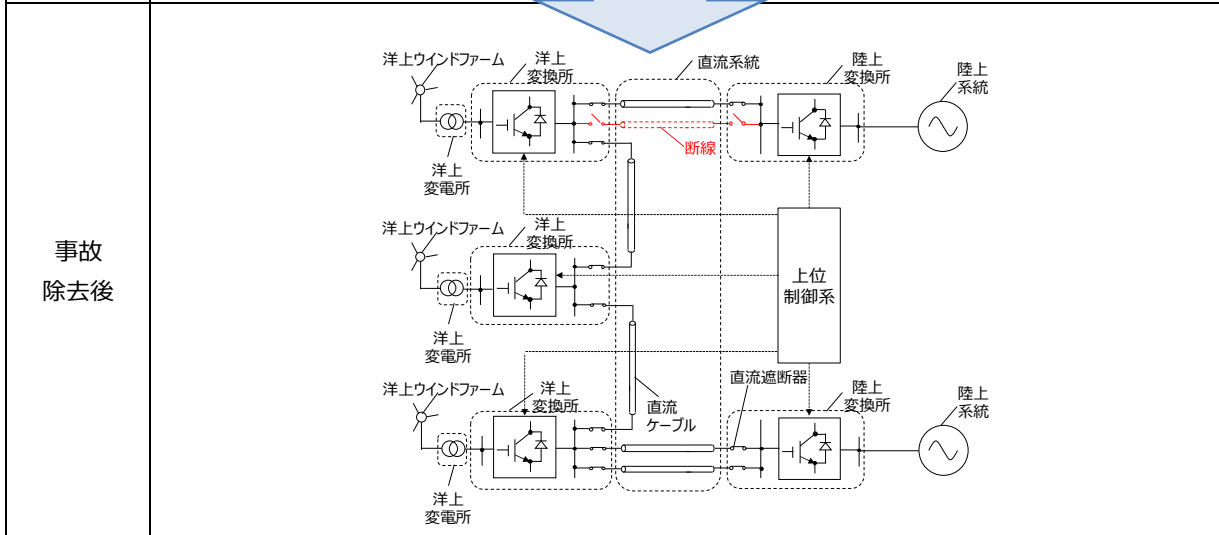 事故
除去後
洋上ウインドファーム
洋上
変換所
直流系統
陸上
変換所
陸上
系統
断線
洋上
変電所
洋上ウインドファーム
洋上
変換所
上位
制御系
洋上
変電所
洋上ウインドファーム
洋上
変換所
直流
ケーブル
直流遮断器
陸上
変換所
陸上
系統
洋上
変電所